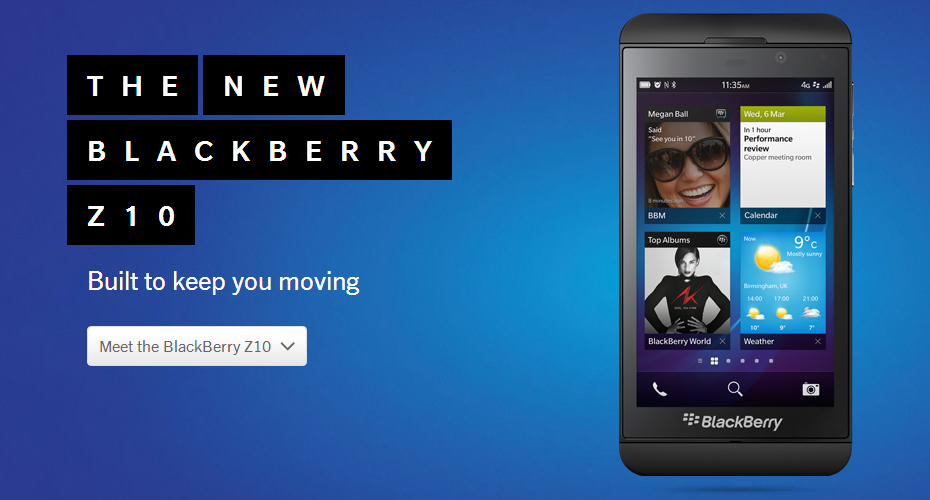 THE NEW
BLACKBERRY
Z10
Built to keep you moving
Meet the BlackBerry Z10
11:35AM
4G
Megan Ball
Said
"See you in 10"
8 minutes ago
BBM
Wed, 6 Mar
In 1 hour
Performance
review
Copper meeting room
Calendar
Top Albums
BlackBerry World
Now
9°C
Mostly sunny
Birmingham, UK
14:00 17:00 21:00
10° 9° 7°
Weather
BlackBerry